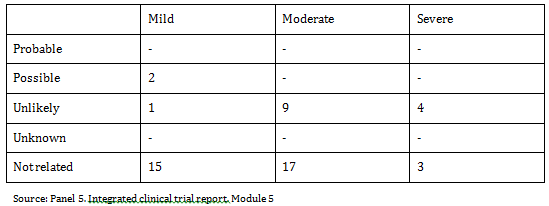 Mild Moderate Severe
Probable - - -
Possible 2 - -
Unlikely 1 9 4
Unknown - - -
Not related 15 17 3
Source: Panel 5. Integrated clinical trial report. Module 5